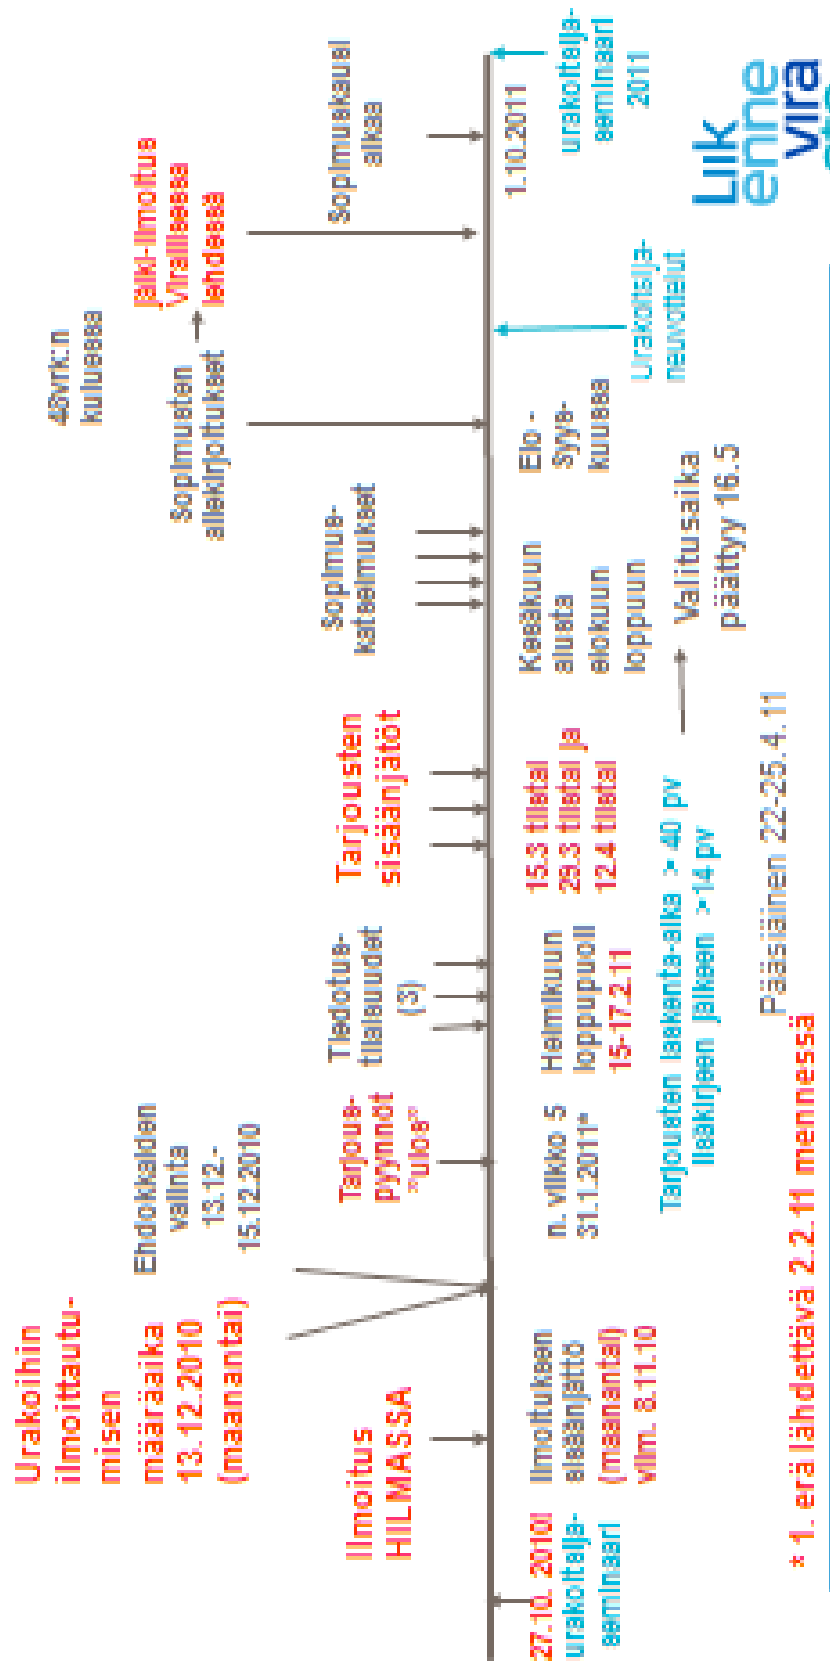 Urakoihin
ilmoittautu-
misen
määräaika
13.12.2010
(maanantai)
Ehdokkaiden
valinta
13.12.-
15.12.2010
48vrk:n
kuluessa
Sopimusten
allekirjoitukset
Jälki-ilmoitus
Virallisessa
lehdessä
Ilmoitus
HILMASSA
Tarjous-
pyynnöt
"ulos"
Tiedotus-
tilaisuudet
(3)
Tarjousten
sisäänjätöt
Sopimus-
katselmukset
Sopimuskausi
alkaa
27.10. 2010
urakoitsija-
seminaari
Ilmoituksen
sisäänjättö
(maanantai)
viim. 8.11.10
n. viikko 5
31.1.2011*
Helmikuun
loppupuoli
15-17.2.11
15.3 tiistai
29.3 tiistai ja
12.4 tiistai
Kesäkuun
alusta
elokuun
loppuun
Elo -
syys-
kuussa
Urakoitsija-
neuvottelut
1.10.2011
urakoitsija-
seminaari
2011
Tarjousten laskenta-aika > 40 pv
lisäkirjeen jälkeen >14 pv
Valitusaika
päättyy 16.5
Pääsiäinen 22-25.4.11
* 1. erä lähdettävä 2.2.11 mennessä
Liik
enne
vira